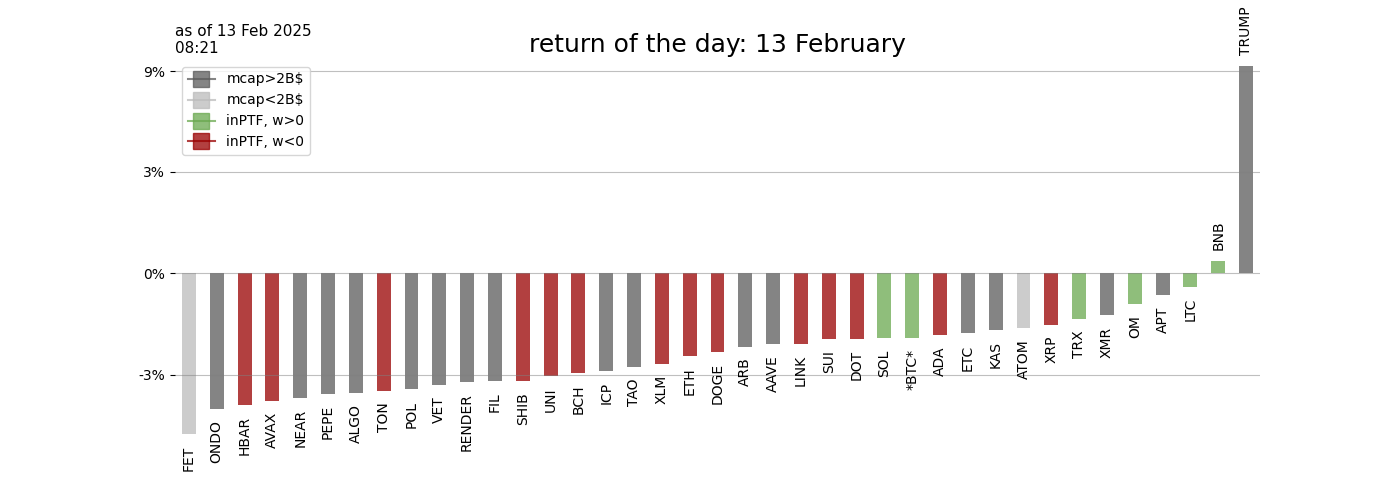 as of 13 Feb 2025
08:21
return of the day: 13 February
TRUMP
9%
mcap>2B$
mcap<2B$
inPTF, w>0
inPTF, w<0
3%
0%
-3%
FET
ONDO
HBAR
AVAX
NEAR
PEPE
ALGO
TON
POL
VET
RENDER
FIL
SHIB
UNI
BCH
ICP
TAO
XLM
ETH
DOGE
ARB
AAVE
LINK
SUI
DOT
SOL
*BTC*
ADA
ETC
KAS
ATOM
XRP
TRX
XMR
OM
APT
LTC
BNB